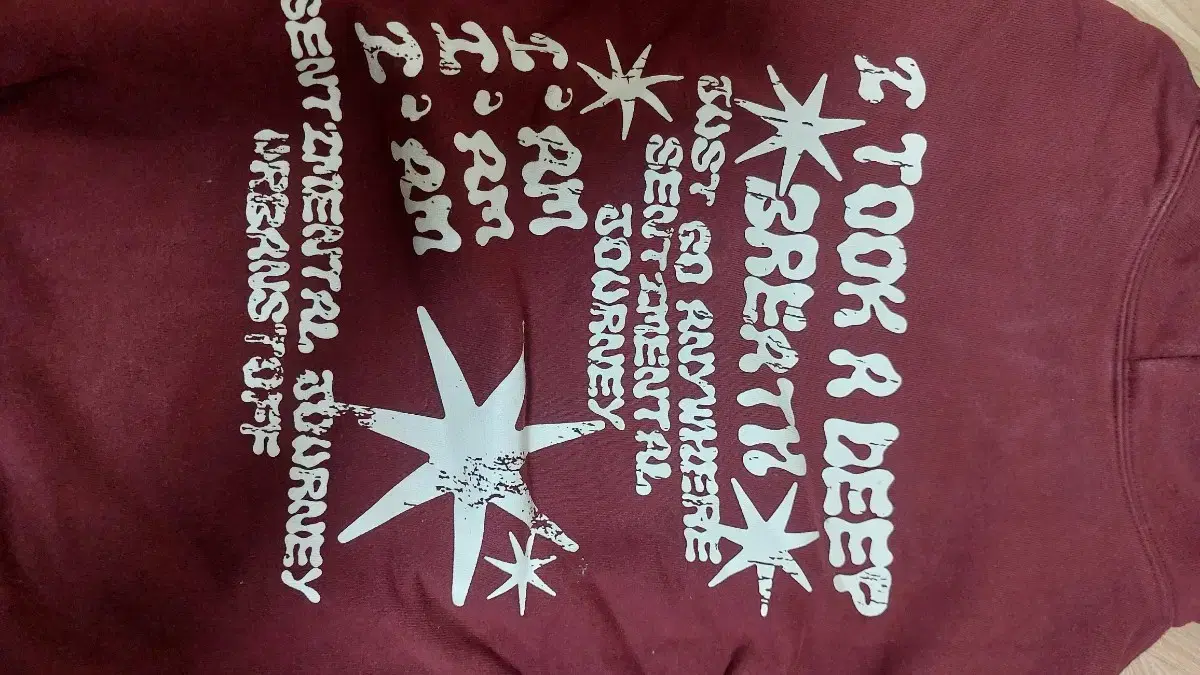 I TOOK A DEEP
BREATH
JUST GO ANYWHERE
SENTIMENTAL
JOURNEY
I. AM
I. AM
I. AM
SENTIMENTAL JOURNEY
URBANSTOFF